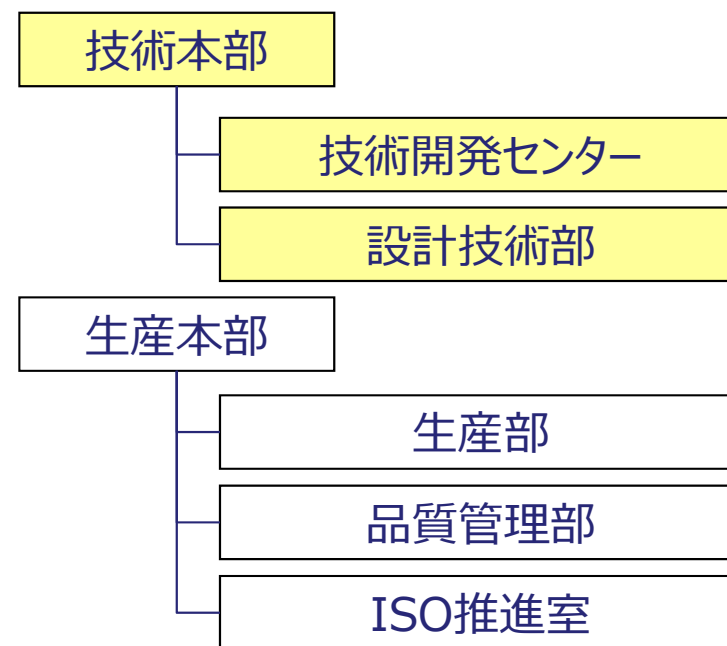 技術本部
技術開発センター
設計技術部
生産本部
生産部
品質管理部
ISO推進室